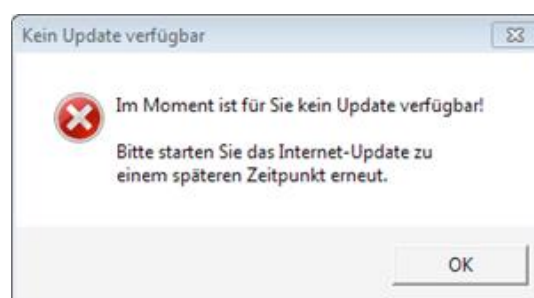 Kein Update verfügbar
Im Moment ist für Sie kein Update verfügbar!
Bitte starten Sie das Internet-Update zu
einem späteren Zeitpunkt erneut.
OK